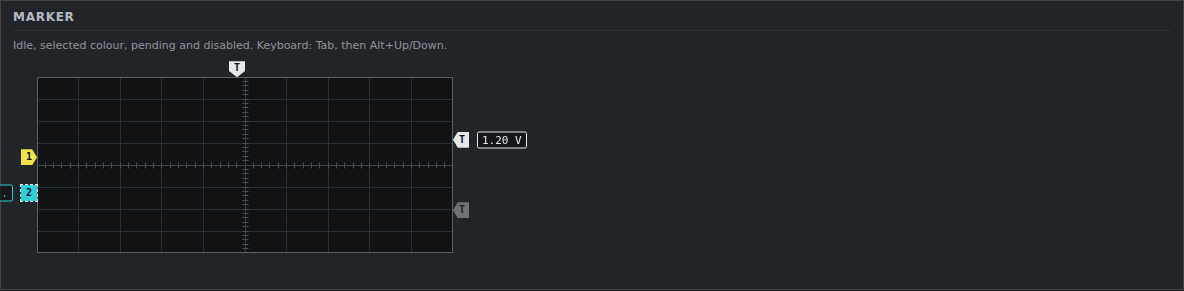 MARKER
Idle, selected colour, pending and disabled. Keyboard: Tab, then Alt+Up/Down.
T
T 1.20 V
1
. 2
T